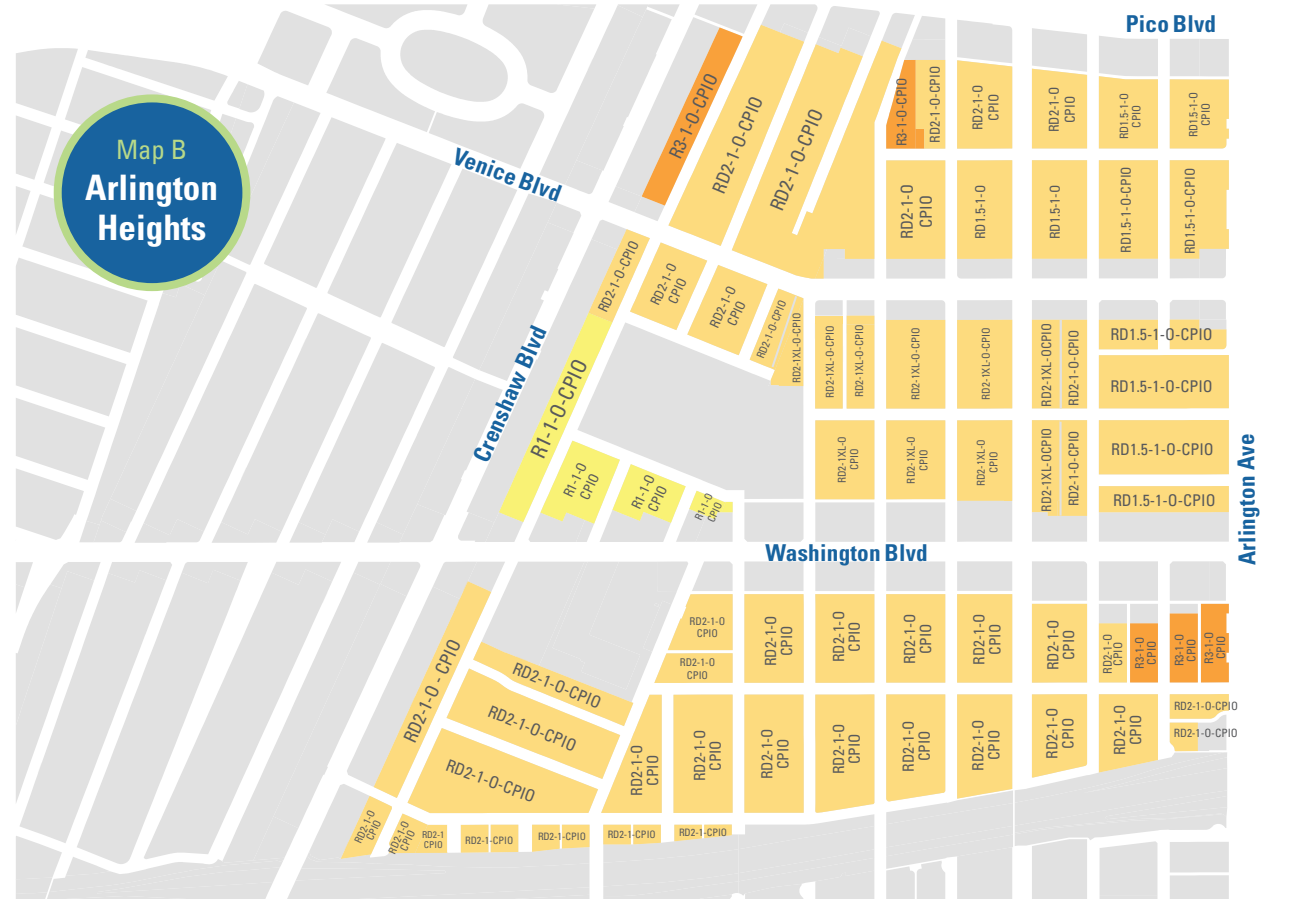 Pico Blvd
Map B
Arlington
Heights
Venice Blvd
Crenshaw Blvd
Washington Blvd
Arlington Ave
R3-1-O-CPIO
RD2-1-O-CPIO
RD2-1-O-CPIO
R3-1-O-CPIO
RD2-1-O-CPIO
RD2-1-O
CPIO
RD2-1-O
CPIO
RD1.5-1-O
CPIO
RD1.5-1-O
CPIO
RD2-1-O
CPIO
RD1.5-1-O
RD1.5-1-O
RD1.5-1-O-CPIO
RD1.5-1-O-CPIO
RD2-1-O-CPIO
RD2-1-O
CPIO
RD2-1-O
CPIO
RD2-1-O-CPIO
RD2-1XL-O-CPIO
RD2-1XL-O-CPIO
RD2-1XL-O-CPIO
RD2-1XL-O-CPIO
RD2-1XL-O-CPIO
RD2-1XL-OCPIO
RD2-1-O-CPIO
RD1.5-1-O-CPIO
RD1.5-1-O-CPIO
R1-1-O-CPIO
R1-1-O
CPIO
R1-1-O
CPIO
R1-1-O
CPIO
RD2-1XL-O
CPIO
RD2-1XL-O
CPIO
RD2-1XL-O
CPIO
RD2-1XL-OCPIO
RD2-1-O-CPIO
RD1.5-1-O-CPIO
RD1.5-1-O-CPIO
RD2-1-O - CPIO
RD2-1-O-CPIO
RD2-1-O-CPIO
RD2-1-O-CPIO
RD2-1-O
CPIO
RD2-1-O
CPIO
RD2-1-O
CPIO
RD2-1-O
CPIO
RD2-1-O
CPIO
RD2-1-O
CPIO
RD2-1-O
CPIO
RD2-1-O
CPIO
R3-1-O
CPIO
R3-1-O
CPIO
R3-1-O
CPIO
RD2-1-O
CPIO
RD2-1-O
CPIO
RD2-1-O
CPIO
RD2-1-O
CPIO
RD2-1-O
CPIO
RD2-1-O
CPIO
RD2-1-O
CPIO
RD2-1-O
CPIO
RD2-1-O-CPIO
RD2-1-O-CPIO
RD2-1-O
CPIO
RD2-1-O
CPIO
RD2-1
CPIO
RD2-1-CPIO
RD2-1-CPIO
RD2-1-CPIO
RD2-1-CPIO